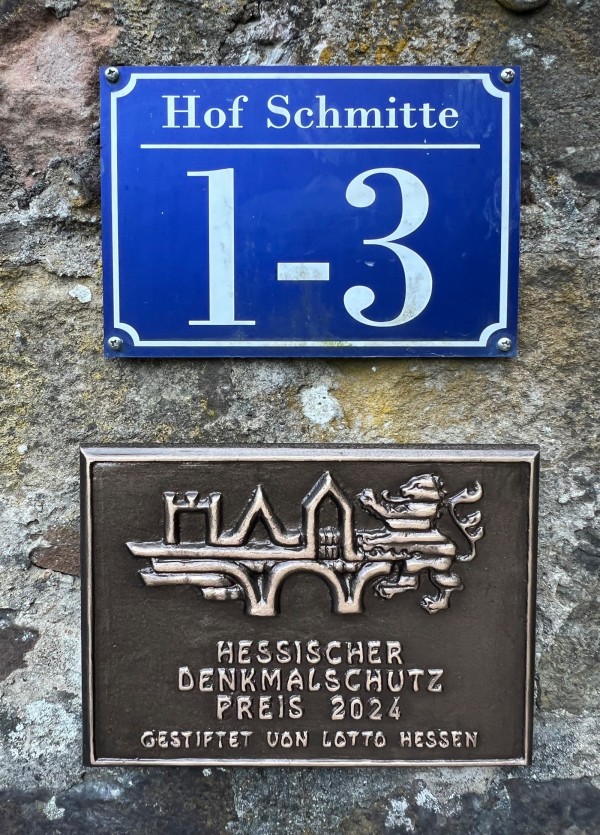 Hof Schmitte
1-3
HESSISCHER
DENKMALSCHUTZ
PREIS 2024
GESTIFTET VON LOTTO HESSEN